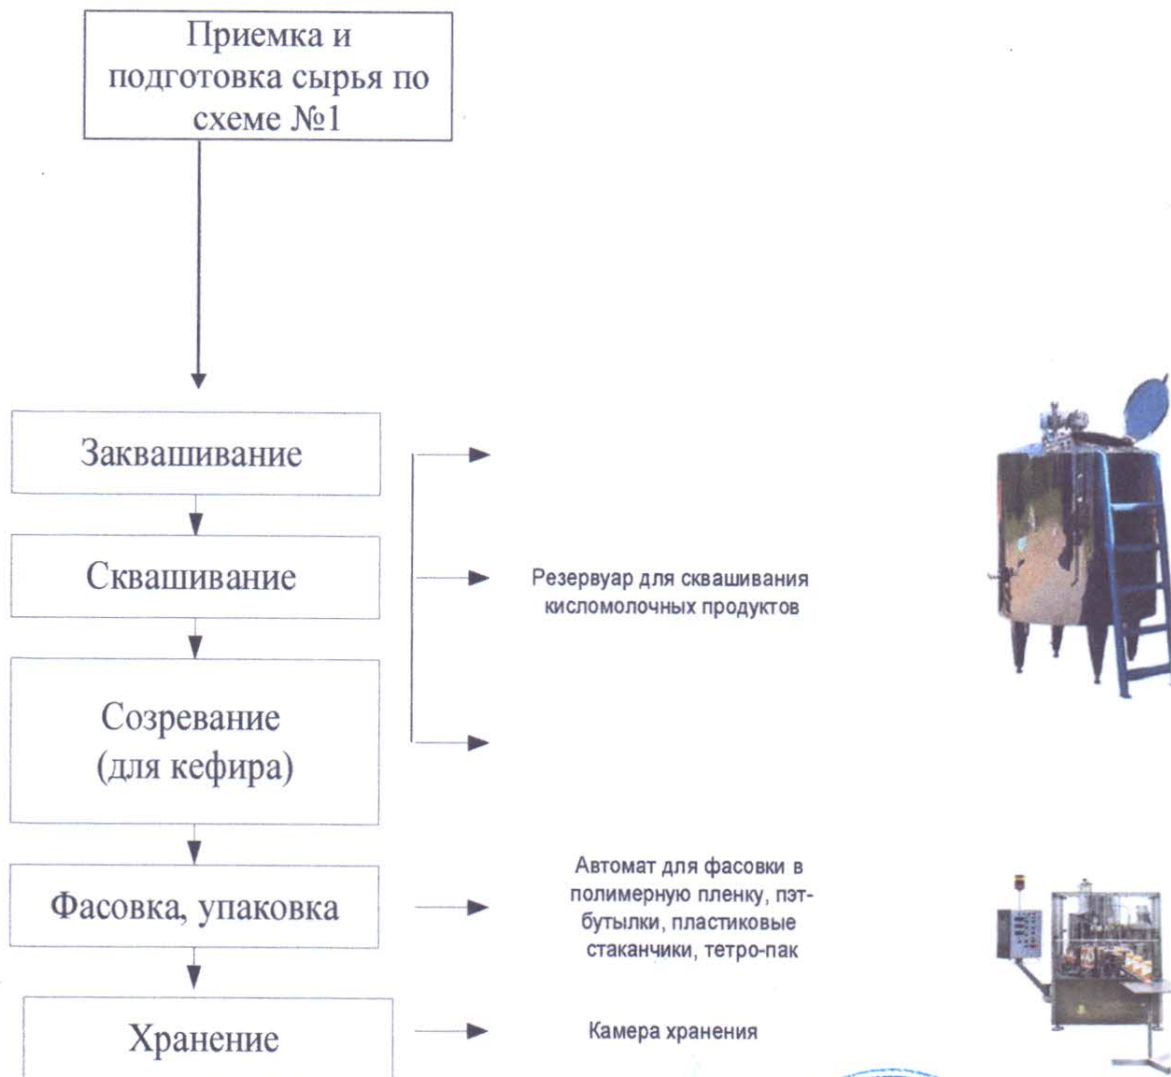 Приемка и
подготовка сырья по
схеме №1
Заквашивание
Сквашивание
Резервуар для сквашивания
кисломолочных продуктов
Созревание
(для кефира)
Фасовка, упаковка
Автомат для фасовки в
полимерную пленку, пэт-
бутылки, пластиковые
стаканчики, тетро-пак
Хранение
Камера хранения